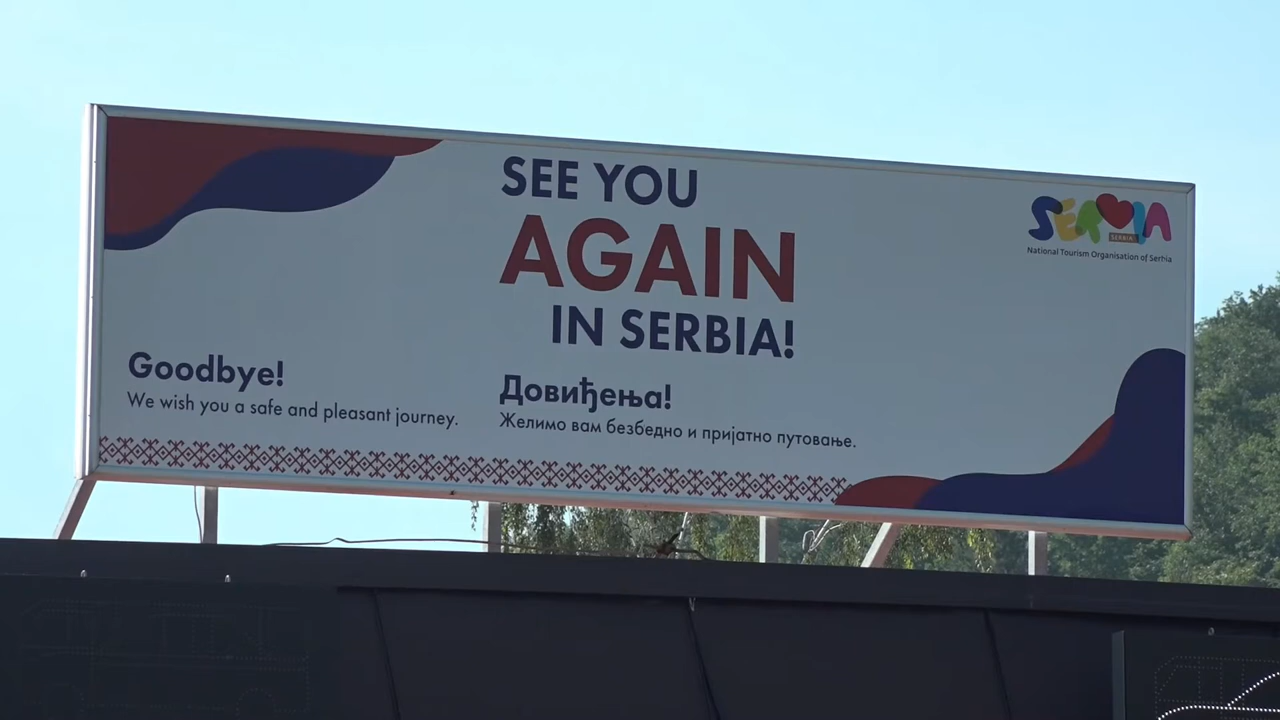 SEE YOU
AGAIN
IN SERBIA!
SERBIA
SERBIA
National Tourism Organisation of Serbia
Goodbye!
We wish you a safe and pleasant journey.
Довиђења!
Желимо вам безбедно и пријатно путовање.